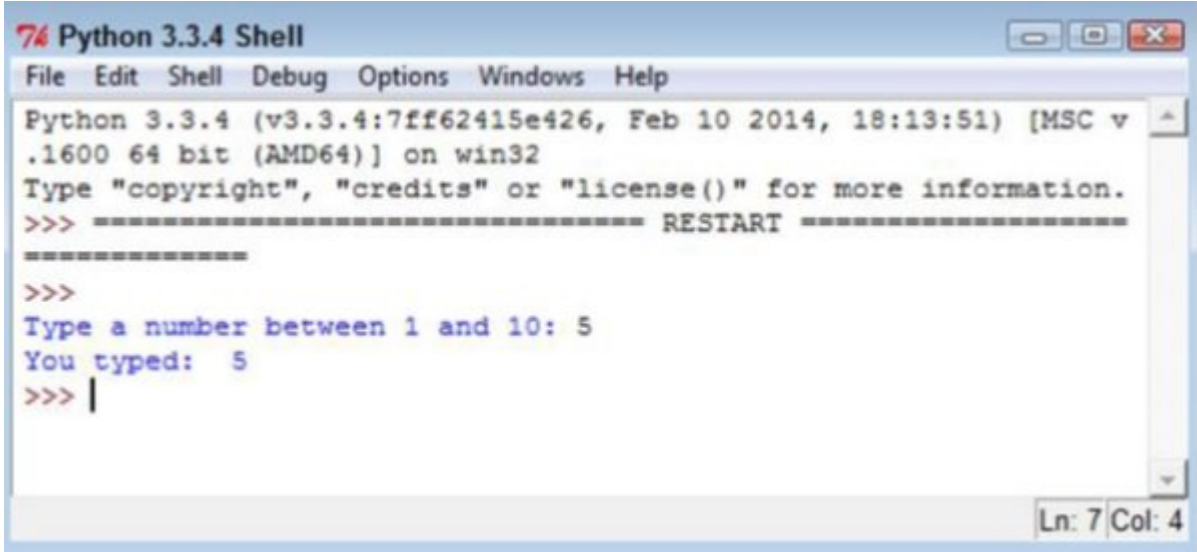 Python 3.3.4 Shell
File Edit Shell Debug Options Windows Help
Python 3.3.4 (v3.3.4:7ff62415e426, Feb 10 2014, 18:13:51) [MSC v
.1600 64 bit (AMD64)] on win32
Type "copyright", "credits" or "license()" for more information.
>>> ================================ RESTART ===================
=============
>>>
Type a number between 1 and 10: 5
You typed:  5
>>>
Ln: 7 Col: 4